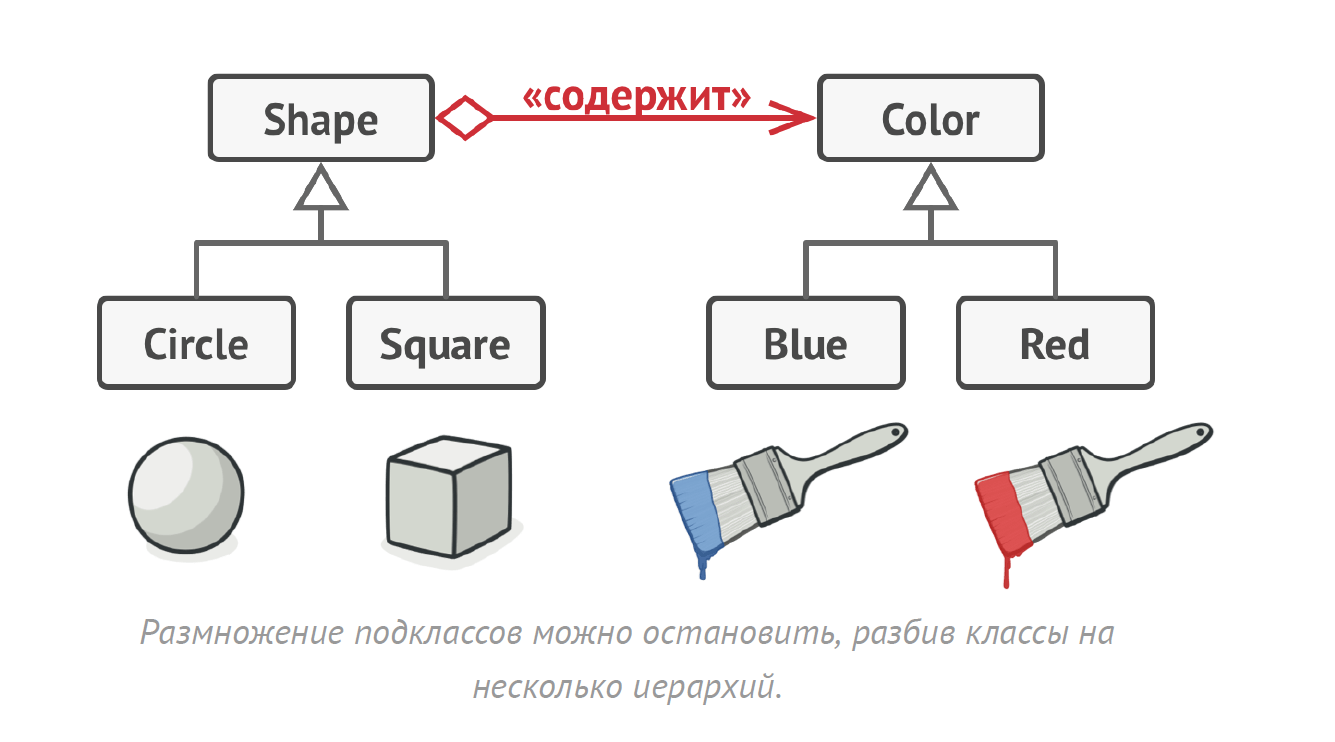 «содержит»
Shape
Color
Circle
Square
Blue
Red
Размножение подклассов можно остановить, разбив классы на
несколько иерархий.